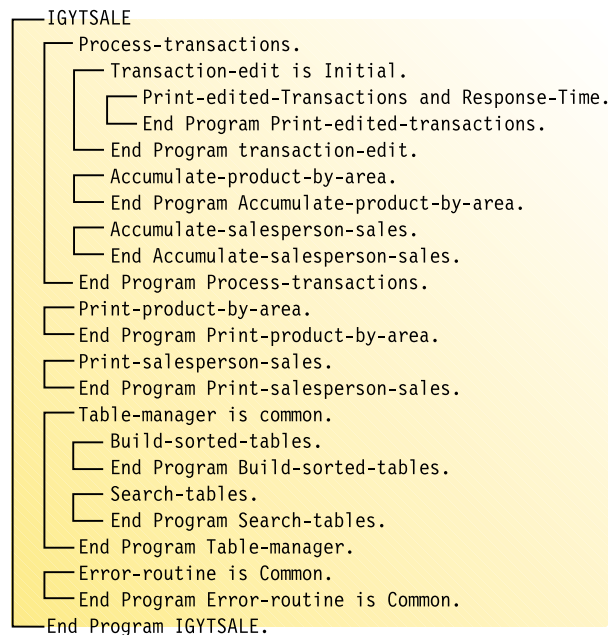 IGYTSALE
Process-transactions.
Transaction-edit is Initial.
Print-edited-Transactions and Response-Time.
End Program Print-edited-transactions.
End Program transaction-edit.
Accumulate-product-by-area.
End Program Accumulate-product-by-area.
Accumulate-salesperson-sales.
End Accumulate-salesperson-sales.
End Program Process-transactions.
Print-product-by-area.
End Program Print-product-by-area.
Print-salesperson-sales.
End Program Print-salesperson-sales.
Table-manager is common.
Build-sorted-tables.
End Program Build-sorted-tables.
Search-tables.
End Program Search-tables.
End Program Table-manager.
Error-routine is Common.
End Program Error-routine is Common.
End Program IGYTSALE.